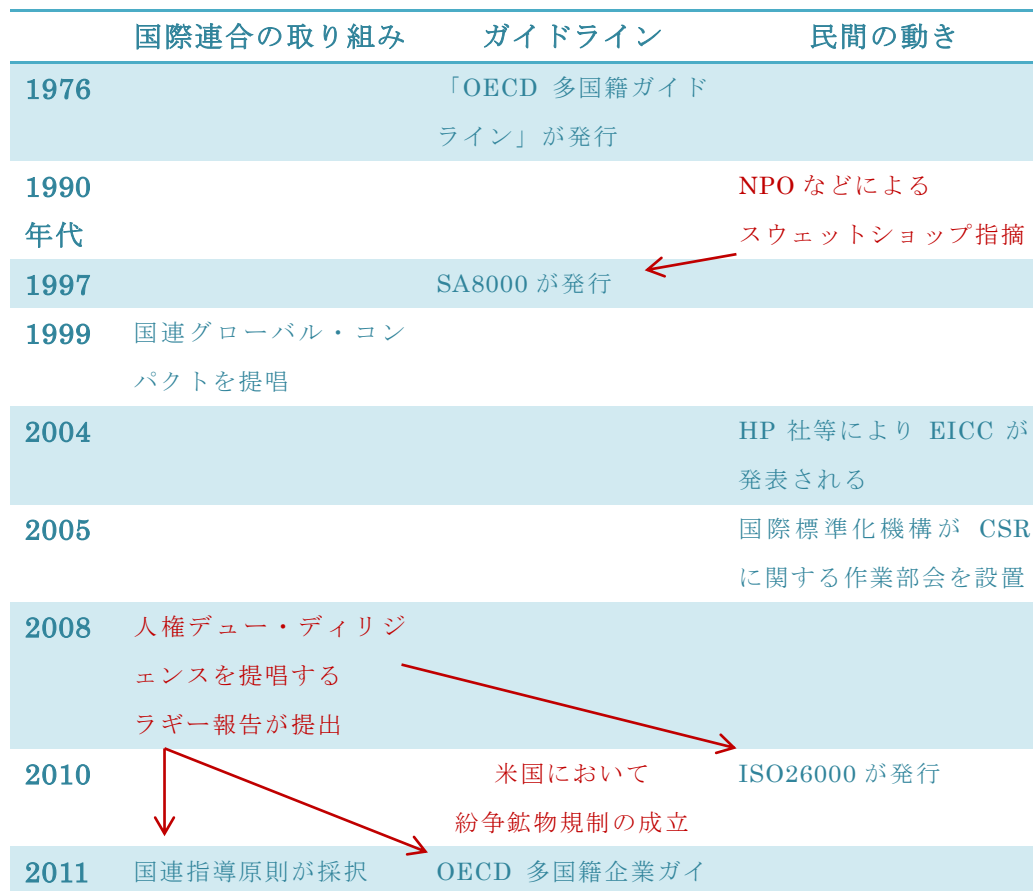 国際連合の取り組み ガイドライン 民間の動き
1976 「OECD 多国籍ガイド
ライン」が発行
1990 NPO などによる
年代 スウェットショップ指摘
1997 SA8000 が発行
1999 国連グローバル・コン
パクトを提唱
2004 HP 社等により EICC が
発表される
2005 国際標準化機構が CSR
に関する作業部会を設置
2008 人権デュー・ディリジ
ェンスを提唱する
ラギー報告が提出
2010 米国において ISO26000 が発行
紛争鉱物規制の成立
2011 国連指導原則が採択 OECD 多国籍企業ガイ